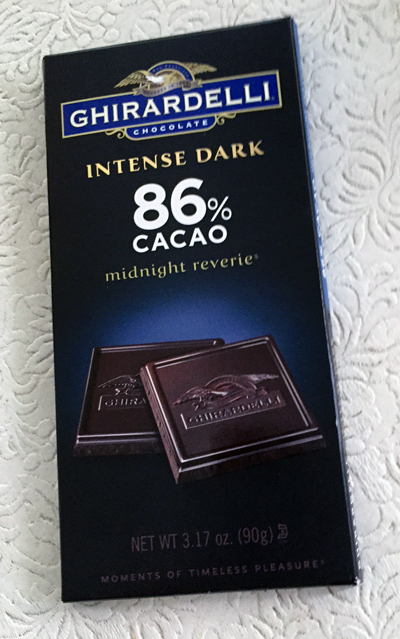 GHIRARDELLI
CHOCOLATE
INTENSE DARK
86%
CACAO
midnight reverie®
GHIRARDELLI
NET WT 3.17 oz. (90g)
MOMENTS OF TIMELESS PLEASURE®